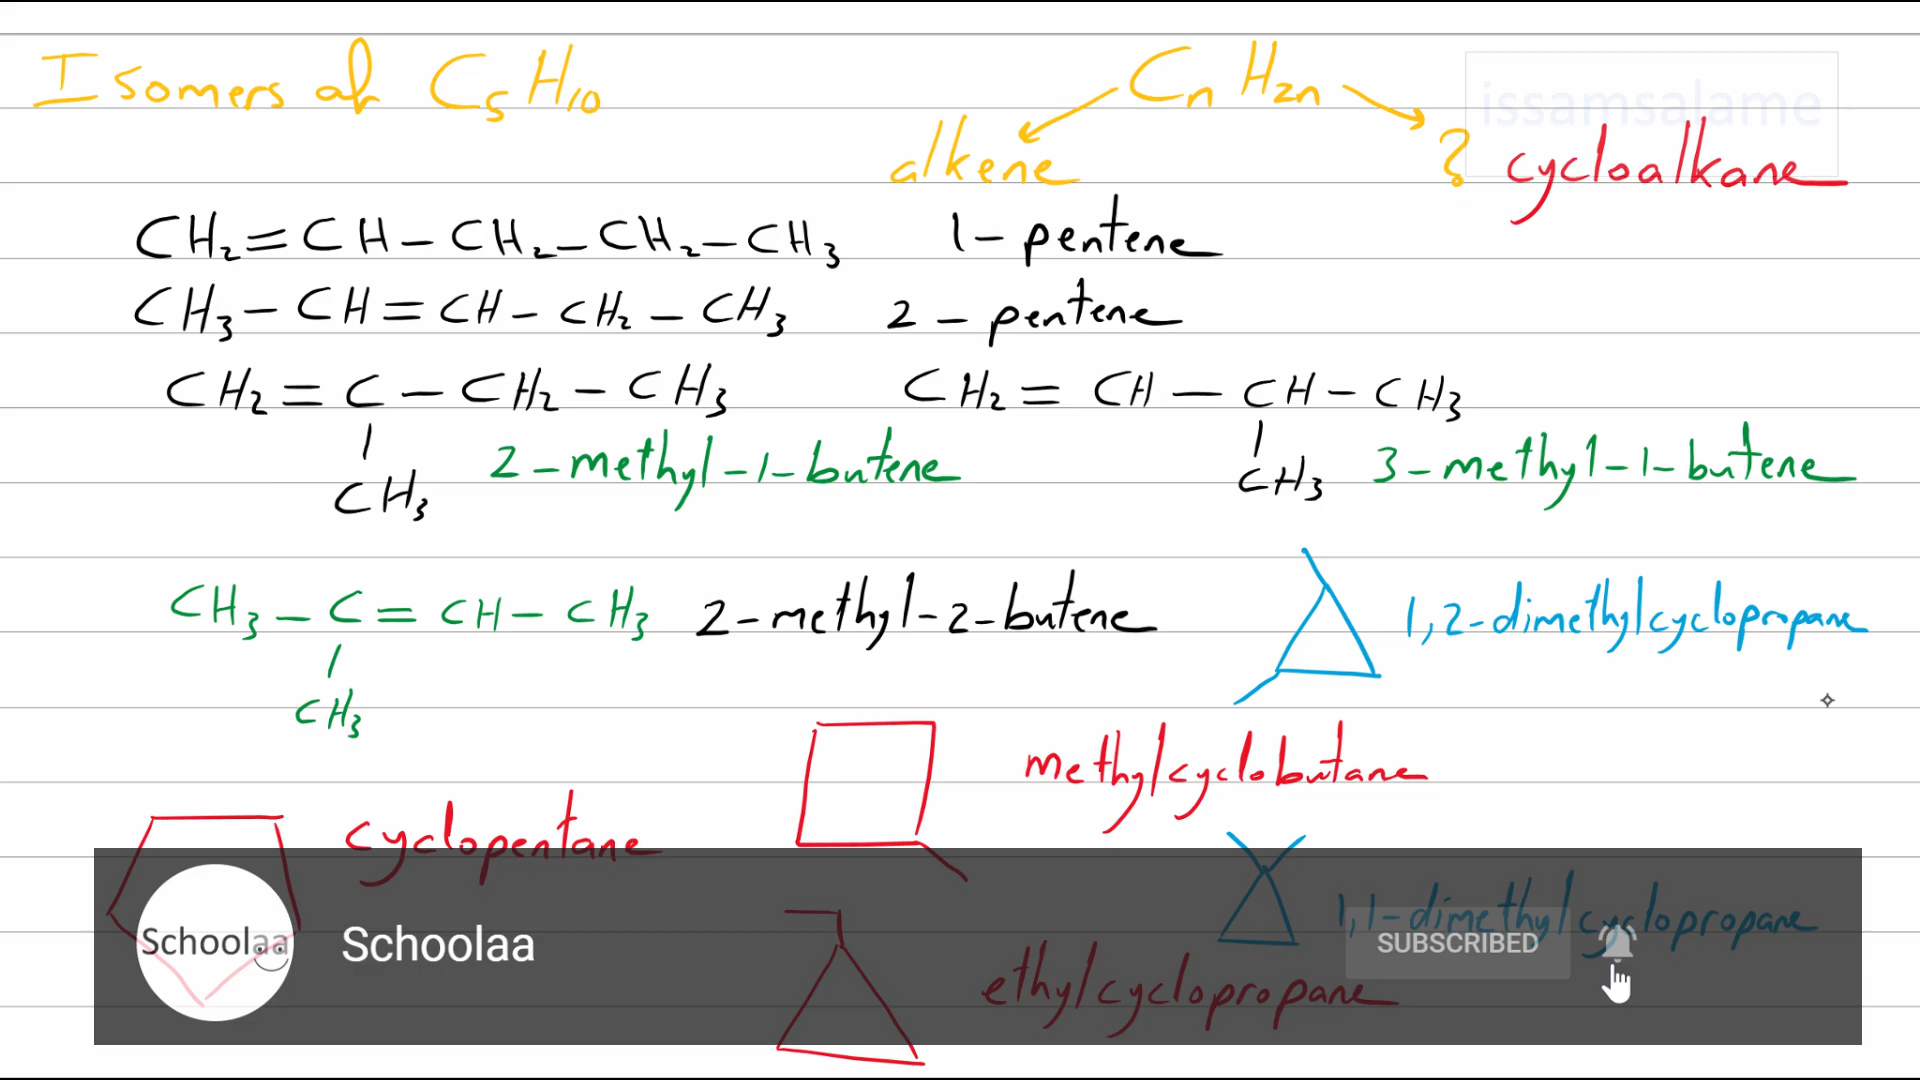 Isomers of C5H10
CnH2n
issamsalame
alkene
? cycloalkane
CH2=CH-CH2-CH2-CH3 1-pentene
CH3-CH=CH-CH2-CH3 2-pentene
CH2=C-CH2-CH3
CH3
2-methyl-1-butene
CH2=CH-CH-CH3
CH3
3-methyl-1-butene
CH3-C=CH-CH3
CH3
2-methyl-2-butene
1,2-dimethylcyclopropane
methylcyclobutane
cyclopentane
1,1-dimethylcyclopropane
ethylcyclopropane
Schoolaa
Schoolaa
SUBSCRIBED